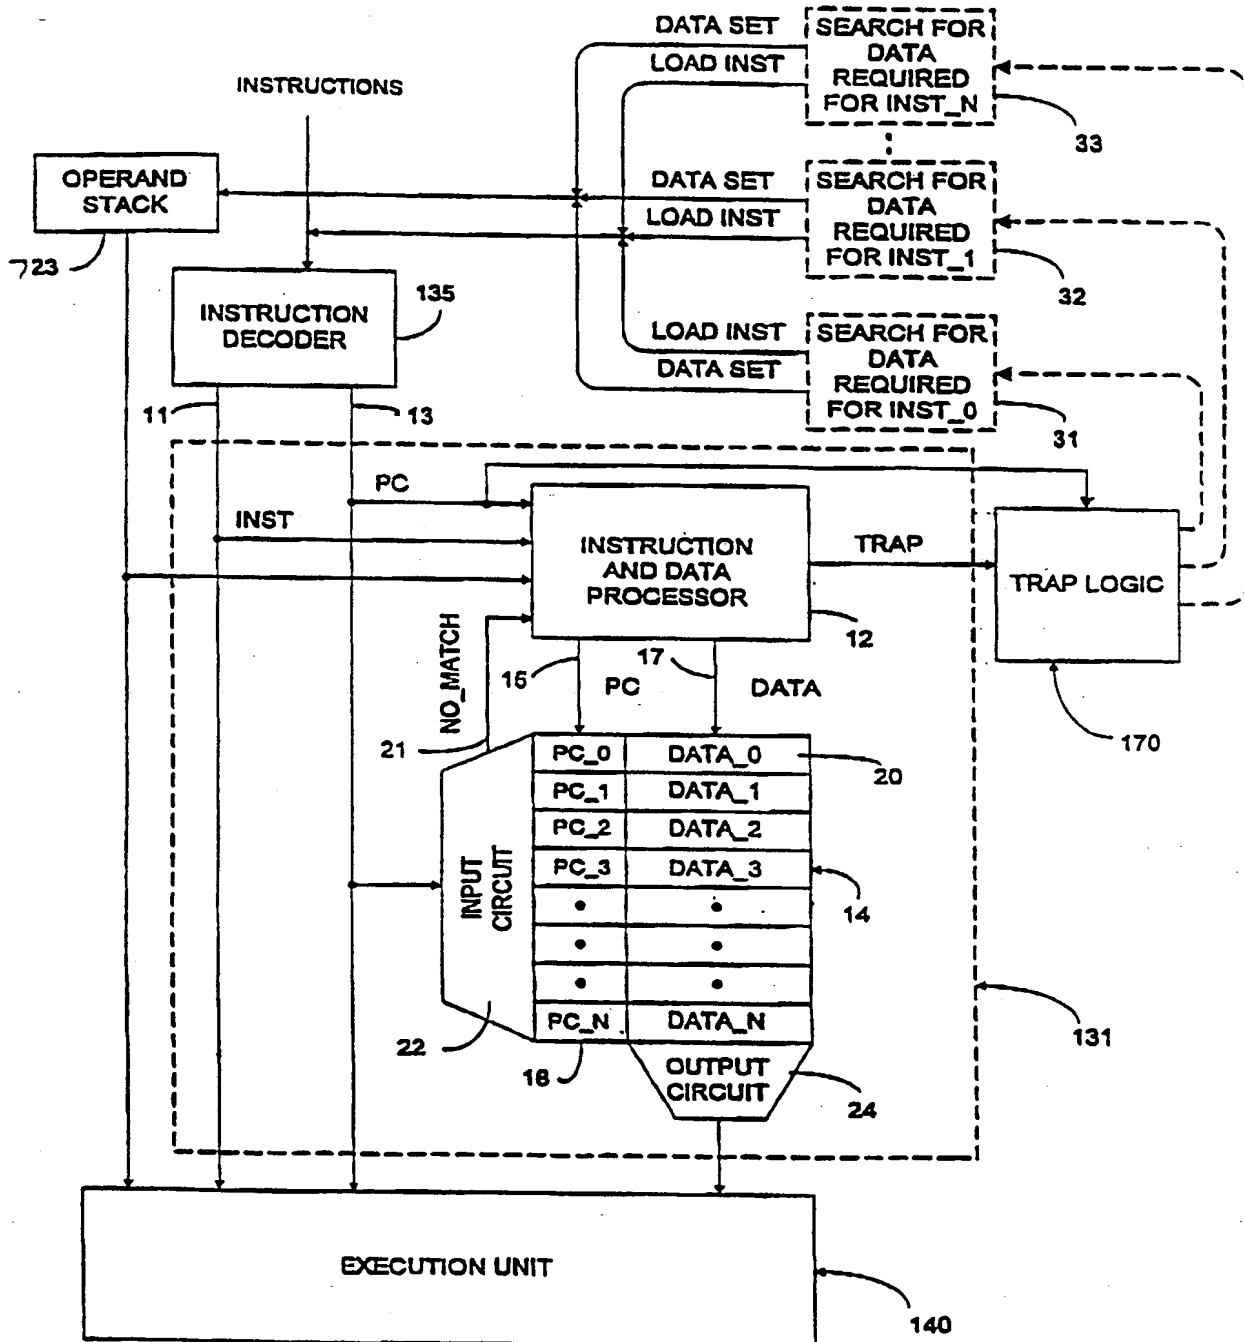 DATA SET
LOAD INST
SEARCH FOR
DATA
REQUIRED
FOR INST_N
33
INSTRUCTIONS
OPERAND
STACK
723
DATA SET
LOAD INST
SEARCH FOR
DATA
REQUIRED
FOR INST_1
32
INSTRUCTION
DECODER
135
LOAD INST
DATA SET
SEARCH FOR
DATA
REQUIRED
FOR INST_0
31
11
13
PC
INST
INSTRUCTION
AND DATA
PROCESSOR
12
TRAP
TRAP LOGIC
170
NO_MATCH
21
15
PC
17
DATA
INPUT
CIRCUIT
22
PC_0 DATA_0
20
PC_1 DATA_1
PC_2 DATA_2
PC_3 DATA_3
14
PC_N DATA_N
18
OUTPUT
CIRCUIT
24
131
EXECUTION UNIT
140